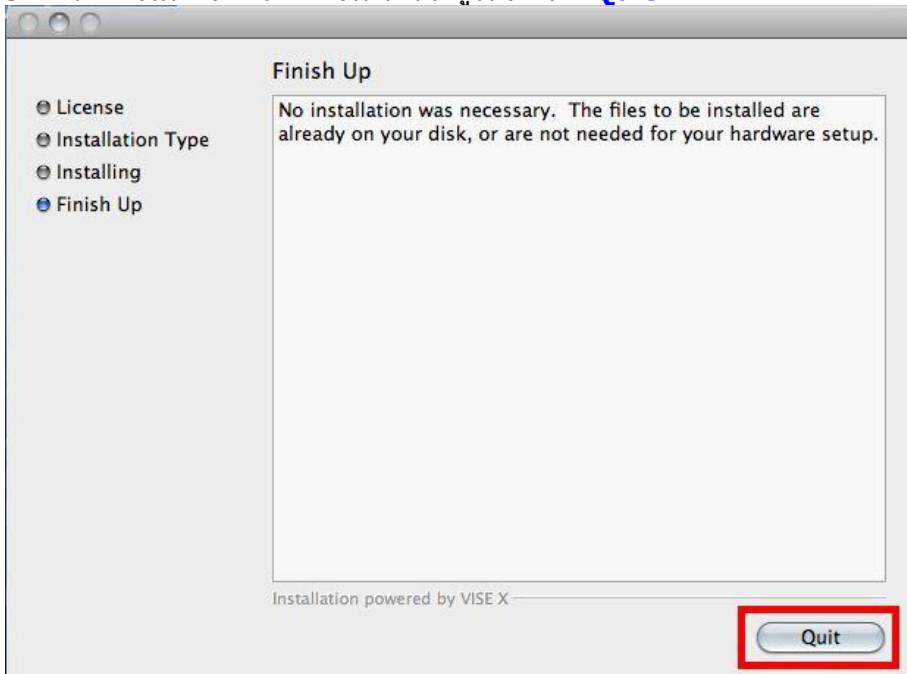 Finish Up
License
Installation Type
Installing
Finish Up
No installation was necessary.  The files to be installed are
already on your disk, or are not needed for your hardware setup.
Installation powered by VISE X
Quit